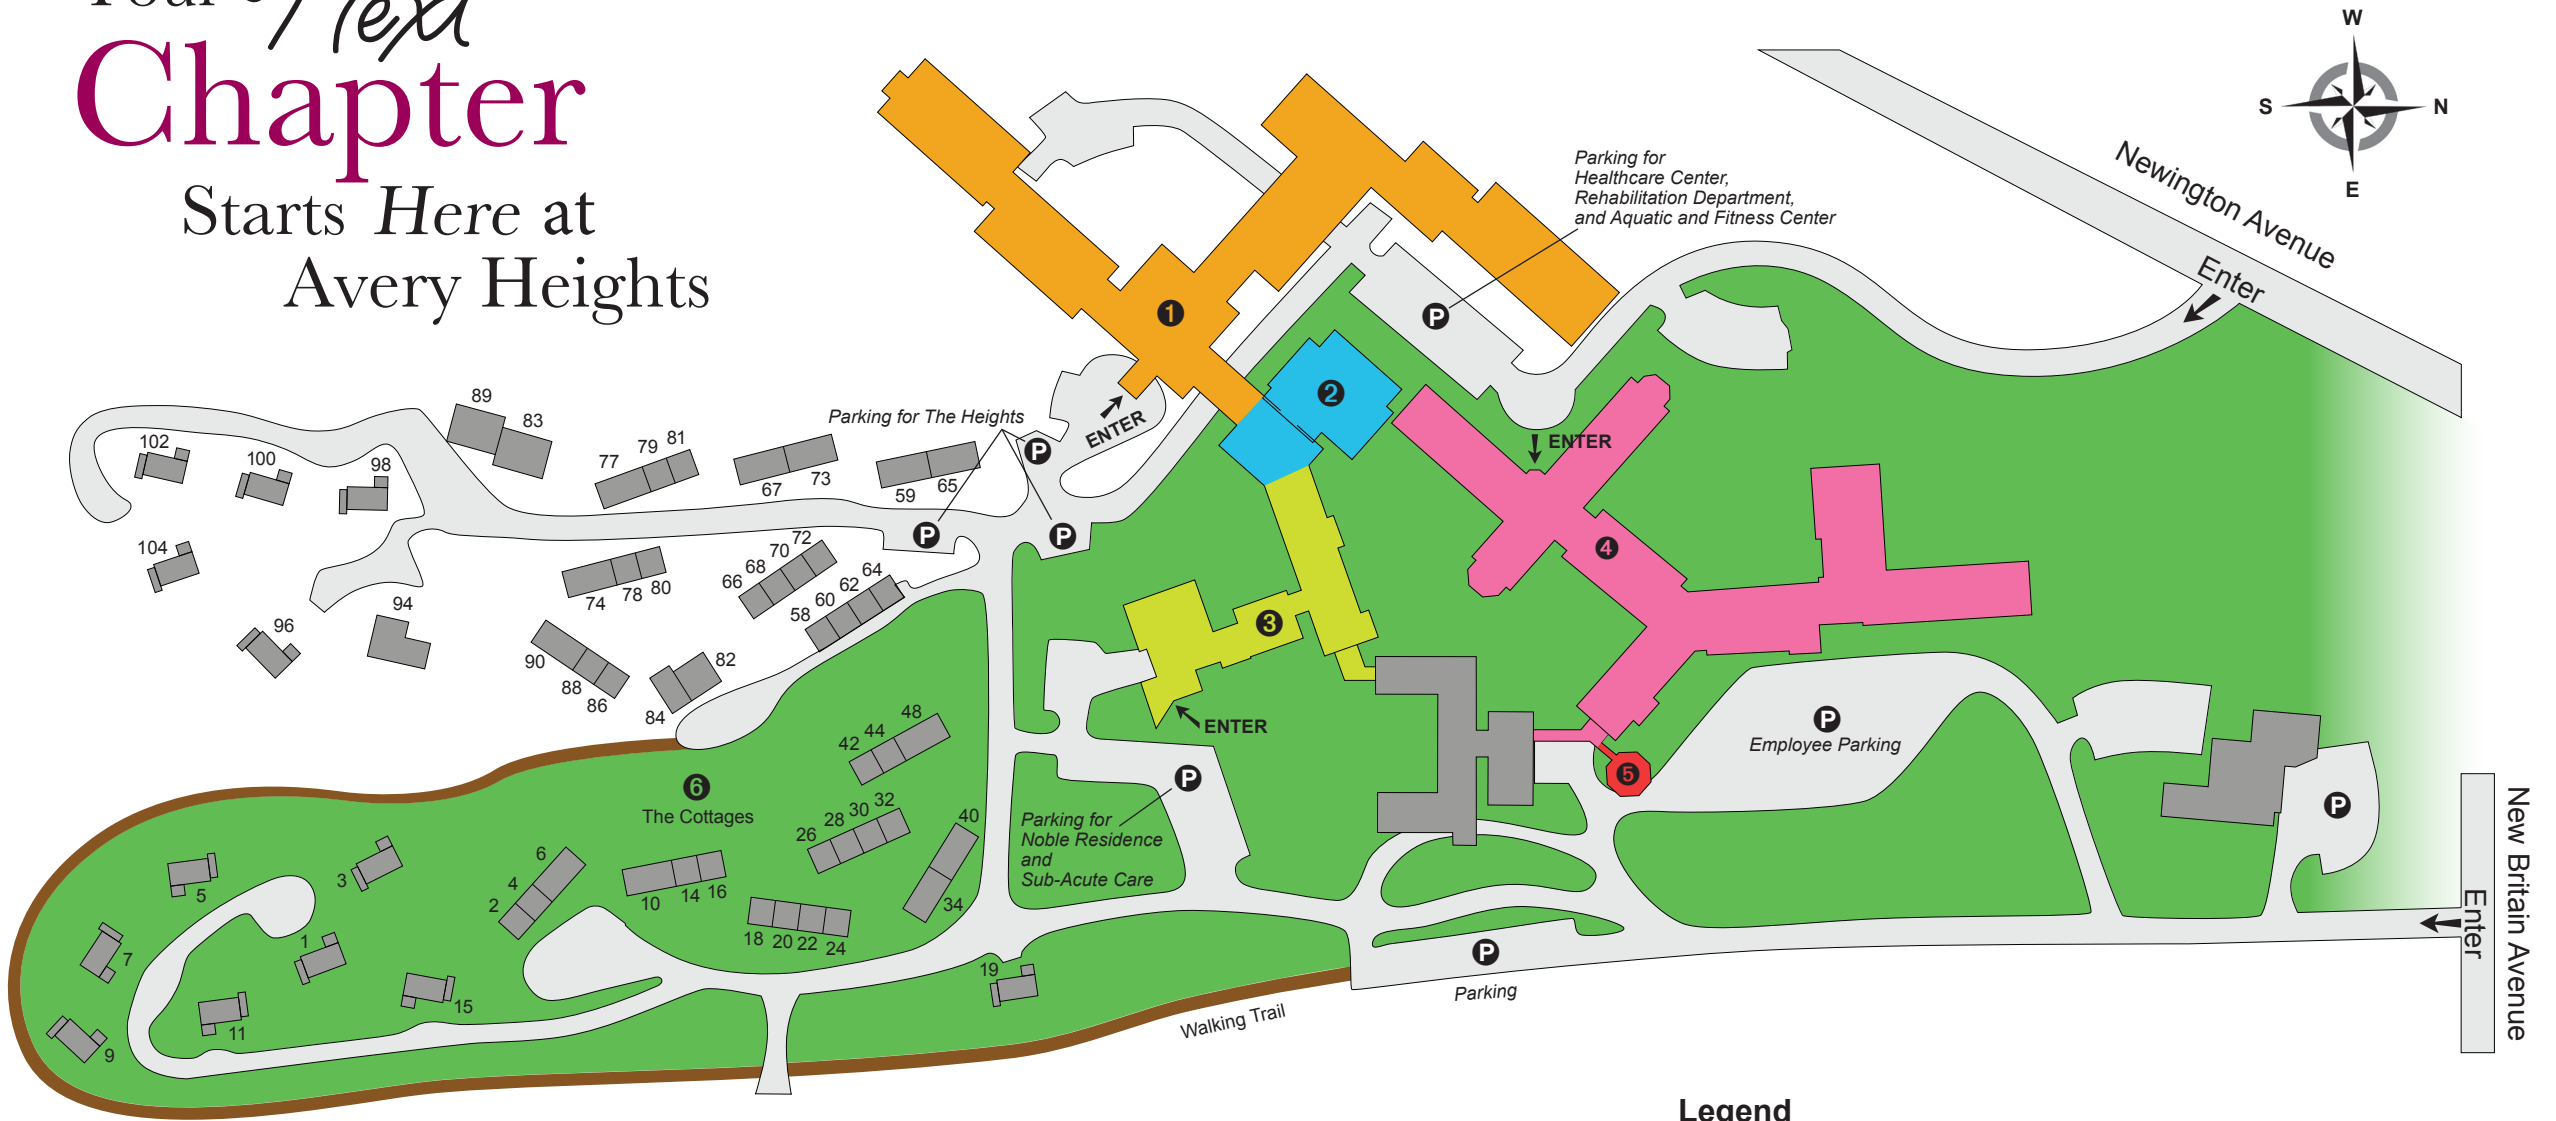 Your Next
Chapter
Starts Here at
Avery Heights
W
S N
E
Newington Avenue
Enter
Parking for
Healthcare Center,
Rehabilitation Department,
and Aquatic and Fitness Center
P
1
2
ENTER
Parking for The Heights
P
P
P
ENTER
3
ENTER
4
5
P
Employee Parking
P
New Britain Avenue
Enter
P
Parking for
Noble Residence
and
Sub-Acute Care
P
Parking
Walking Trail
6
The Cottages
89
83
102
100
98
77
79
81
67
73
59
65
104
96
94
74
78
80
66
68
70
72
58
60
62
64
90
88
86
84
82
42
44
48
26
28
30
32
40
34
6
4
2
10
14
16
18
20
22
24
5
3
7
1
9
11
15
19
Legend